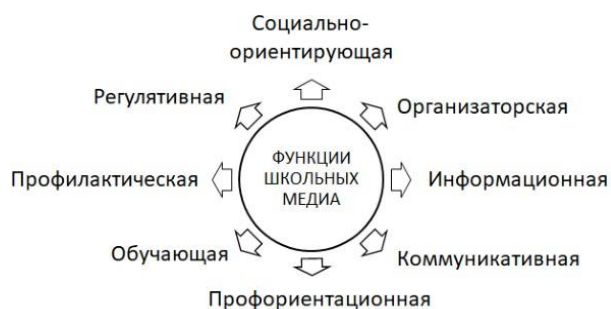 Социально-
ориентирующая
Регулятивная
Организаторская
ФУНКЦИИ
ШКОЛЬНЫХ
МЕДИА
Профилактическая
Информационная
Обучающая
Коммуникативная
Профориентационная